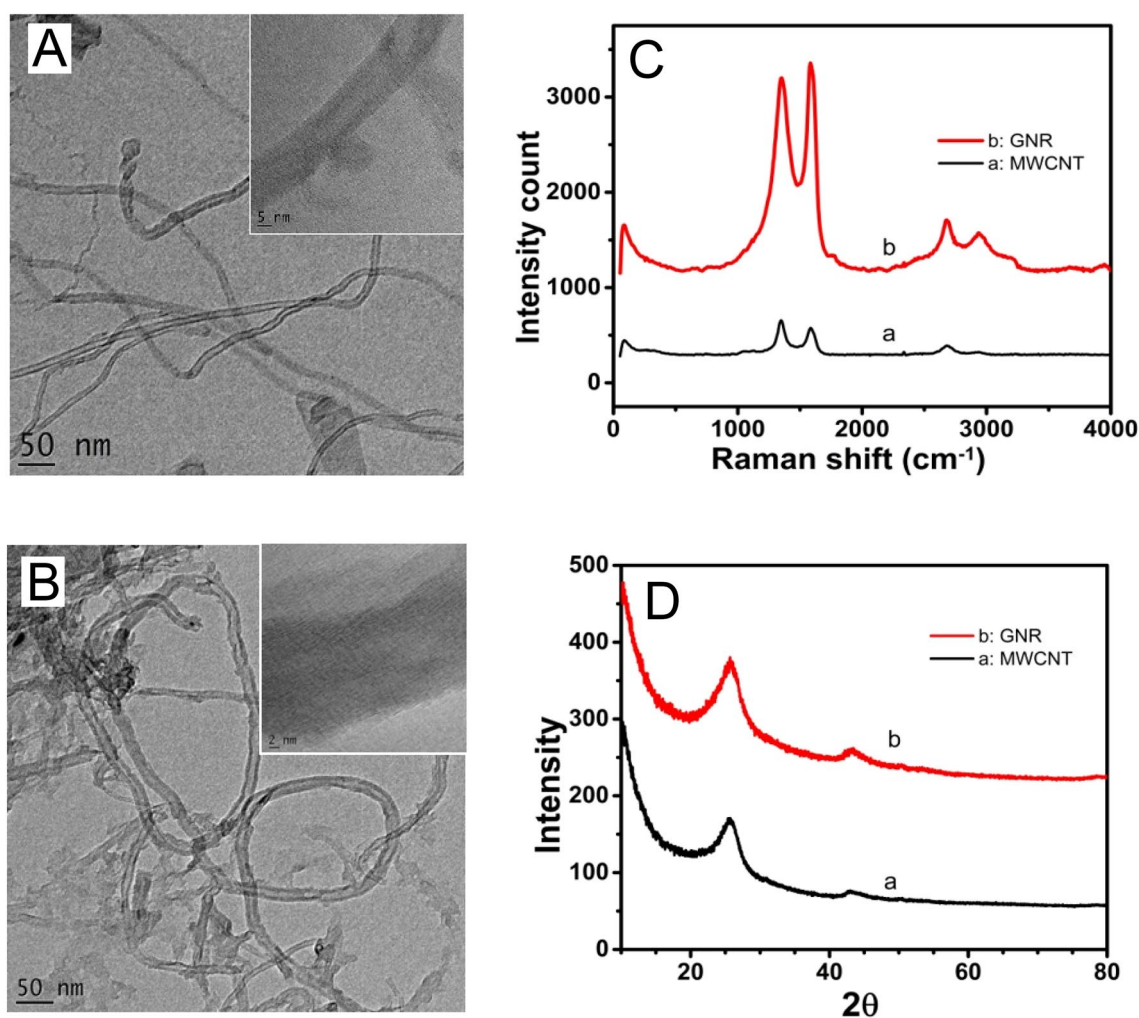 A
5 nm
50 nm
C
Intensity count
3000
2000
1000
0
b: GNR
a: MWCNT
b
a
0 1000 2000 3000 4000
Raman shift (cm⁻¹)
B
2 nm
50 nm
D
Intensity
500
400
300
200
100
0
b: GNR
a: MWCNT
b
a
20 40 60 80
2θ